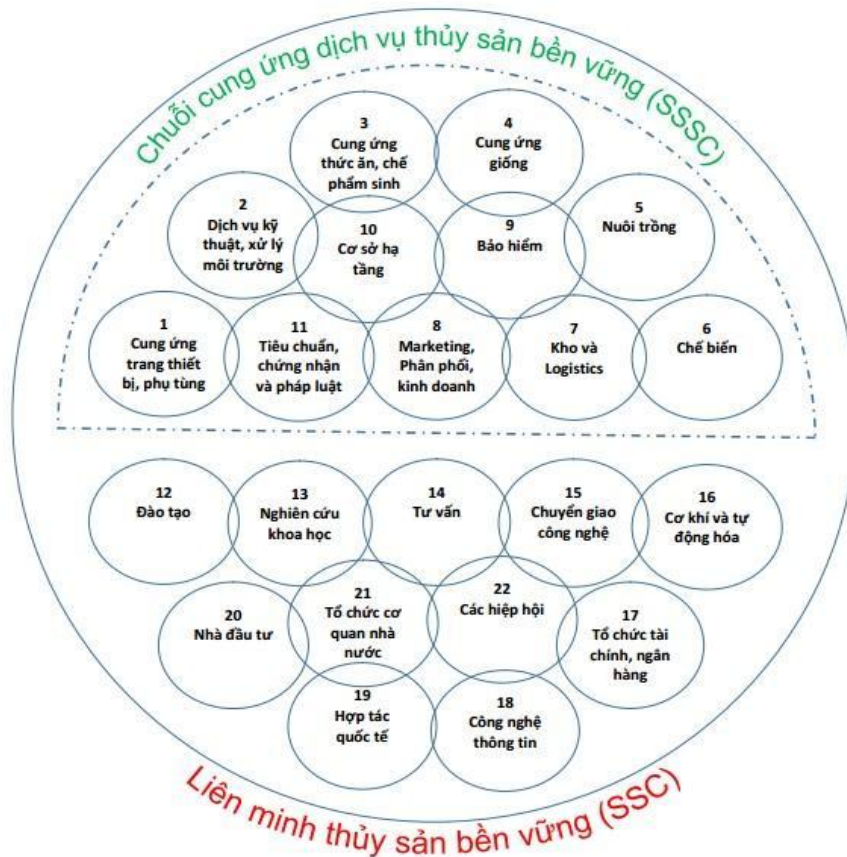 Chuỗi cung ứng dịch vụ thủy sản bền vững (SSSC)
3
Cung ứng
thức ăn, chế
phẩm sinh
4
Cung ứng
giống
2
Dịch vụ kỹ
thuật, xử lý
môi trường
10
Cơ sở hạ
tầng
9
Bảo hiểm
5
Nuôi trồng
1
Cung ứng
trang thiết
bị, phụ tùng
11
Tiêu chuẩn,
chứng nhận
và pháp luật
8
Marketing,
Phân phối,
kinh doanh
7
Kho và
Logistics
6
Chế biến
12
Đào tạo
13
Nghiên cứu
khoa học
14
Tư vấn
15
Chuyển giao
công nghệ
16
Cơ khí và tự
động hóa
20
Nhà đầu tư
21
Tổ chức cơ
quan nhà
nước
22
Các hiệp hội
17
Tổ chức tài
chính, ngân
hàng
19
Hợp tác
quốc tế
18
Công nghệ
thông tin
Liên minh thủy sản bền vững (SSC)